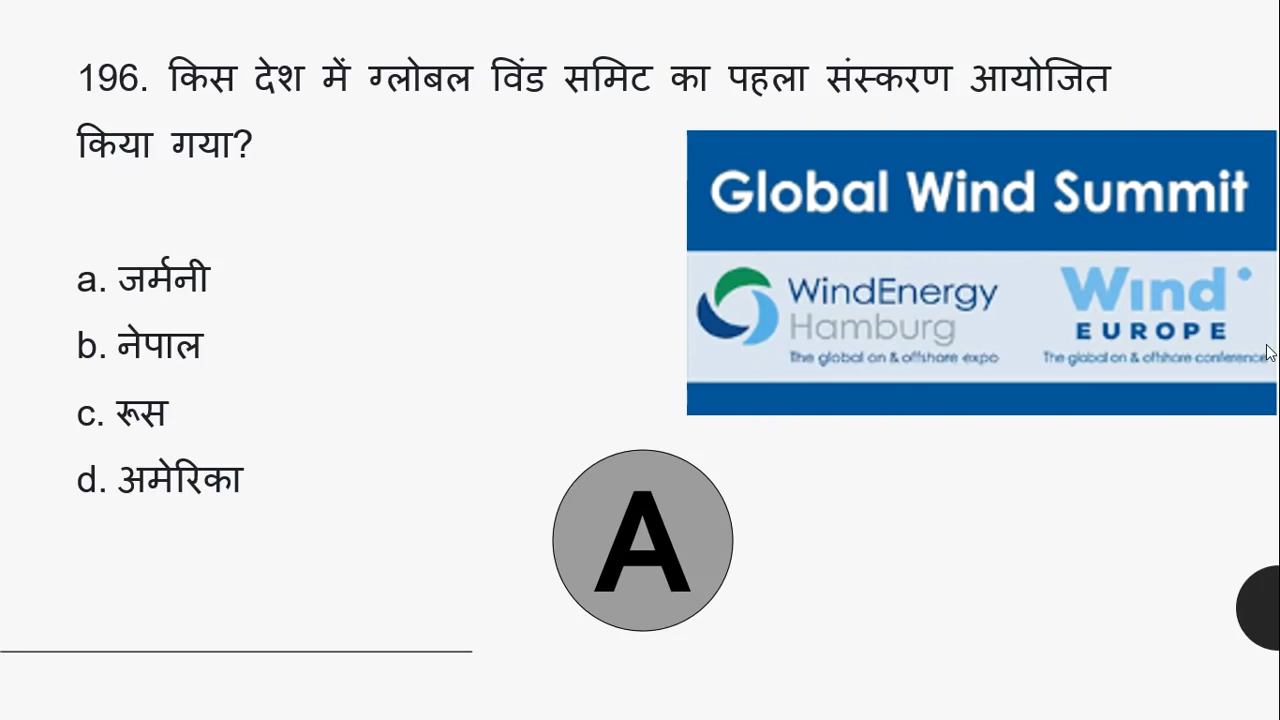 196. किस देश में ग्लोबल विंड समिट का पहला संस्करण आयोजित
किया गया?
Global Wind Summit
WindEnergy
Hamburg
The global on & offshore expo
Wind
EUROPE
The global on & offshore conference
a. जर्मनी
b. नेपाल
c. रूस
d. अमेरिका
A